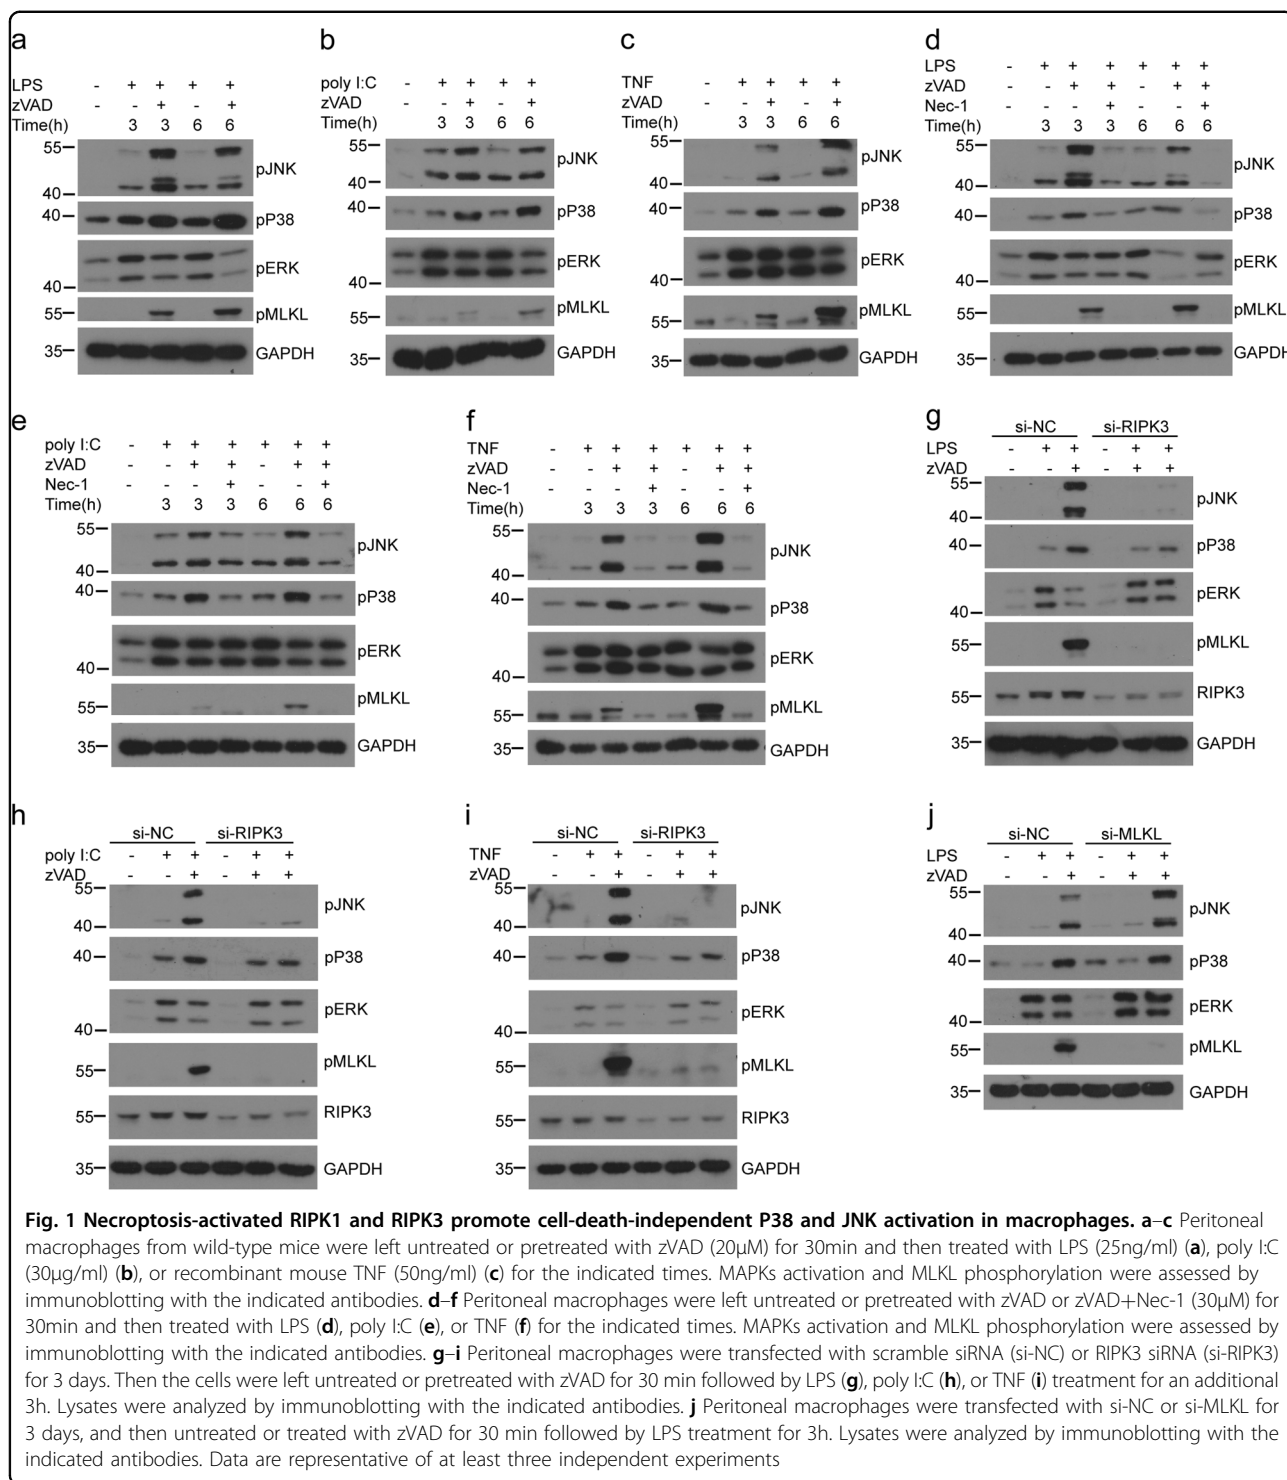 a
LPS - + + + +
zVAD - - + - +
Time(h) 3 3 6 6
55
40
pJNK
40
pP38
pERK
40
55
pMLKL
35
GAPDH
b
poly I:C - + + + +
zVAD - - + - +
Time(h) 3 3 6 6
55
pJNK
40
40
pP38
pERK
40
55
pMLKL
35
GAPDH
c
TNF - + + + +
zVAD - - + - +
Time(h) 3 3 6 6
55
pJNK
40
40
pP38
pERK
40
pMLKL
55
35
GAPDH
d
LPS - + + + + + +
zVAD - - + + - + +
Nec-1 - - - + - - +
Time(h) 3 3 3 6 6 6
55
pJNK
40
40
pP38
pERK
40
55
pMLKL
35
GAPDH
e
poly I:C - + + + + + +
zVAD - - + + - + +
Nec-1 - - - + - - +
Time(h) 3 3 3 6 6 6
55
pJNK
40
40
pP38
pERK
40
pMLKL
55
35
GAPDH
f
TNF - + + + + + +
zVAD - - + + - + +
Nec-1 - - - + - - +
Time(h) 3 3 3 6 6 6
55
pJNK
40
40
pP38
pERK
40
pMLKL
55
35
GAPDH
g
si-NC si-RIPK3
LPS - + + - + +
zVAD - - + - + +
55
pJNK
40
40
pP38
pERK
40
55
pMLKL
55
RIPK3
35
GAPDH
h
si-NC si-RIPK3
poly I:C - + + - + +
zVAD - - + - + +
55
pJNK
40
40
pP38
pERK
40
pMLKL
55
55
RIPK3
35
GAPDH
i
si-NC si-RIPK3
TNF - + + - + +
zVAD - - + - + +
55
pJNK
40
40
pP38
pERK
40
55
pMLKL
55
RIPK3
35
GAPDH
j
si-NC si-MLKL
LPS - + + - + +
zVAD - - + - + +
55
pJNK
40
40
pP38
pERK
40
55
pMLKL
35
GAPDH
Fig. 1 Necroptosis-activated RIPK1 and RIPK3 promote cell-death-independent P38 and JNK activation in macrophages. a–c Peritoneal
macrophages from wild-type mice were left untreated or pretreated with zVAD (20µM) for 30min and then treated with LPS (25ng/ml) (a), poly I:C
(30µg/ml) (b), or recombinant mouse TNF (50ng/ml) (c) for the indicated times. MAPKs activation and MLKL phosphorylation were assessed by
immunoblotting with the indicated antibodies. d–f Peritoneal macrophages were left untreated or pretreated with zVAD or zVAD+Nec-1 (30µM) for
30min and then treated with LPS (d), poly I:C (e), or TNF (f) for the indicated times. MAPKs activation and MLKL phosphorylation were assessed by
immunoblotting with the indicated antibodies. g–i Peritoneal macrophages were transfected with scramble siRNA (si-NC) or RIPK3 siRNA (si-RIPK3)
for 3 days. Then the cells were left untreated or pretreated with zVAD for 30 min followed by LPS (g), poly I:C (h), or TNF (i) treatment for an additional
3h. Lysates were analyzed by immunoblotting with the indicated antibodies. j Peritoneal macrophages were transfected with si-NC or si-MLKL for
3 days, and then untreated or treated with zVAD for 30 min followed by LPS treatment for 3h. Lysates were analyzed by immunoblotting with the
indicated antibodies. Data are representative of at least three independent experiments